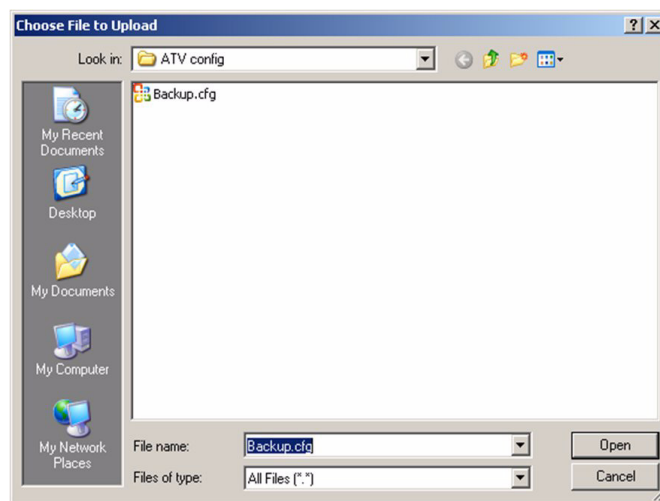 Choose File to Upload
Look in: ATV config
Backup.cfg
My Recent
Documents
Desktop
My Documents
My Computer
My Network
Places
File name: Backup.cfg Open
Files of type: All Files (*.*) Cancel